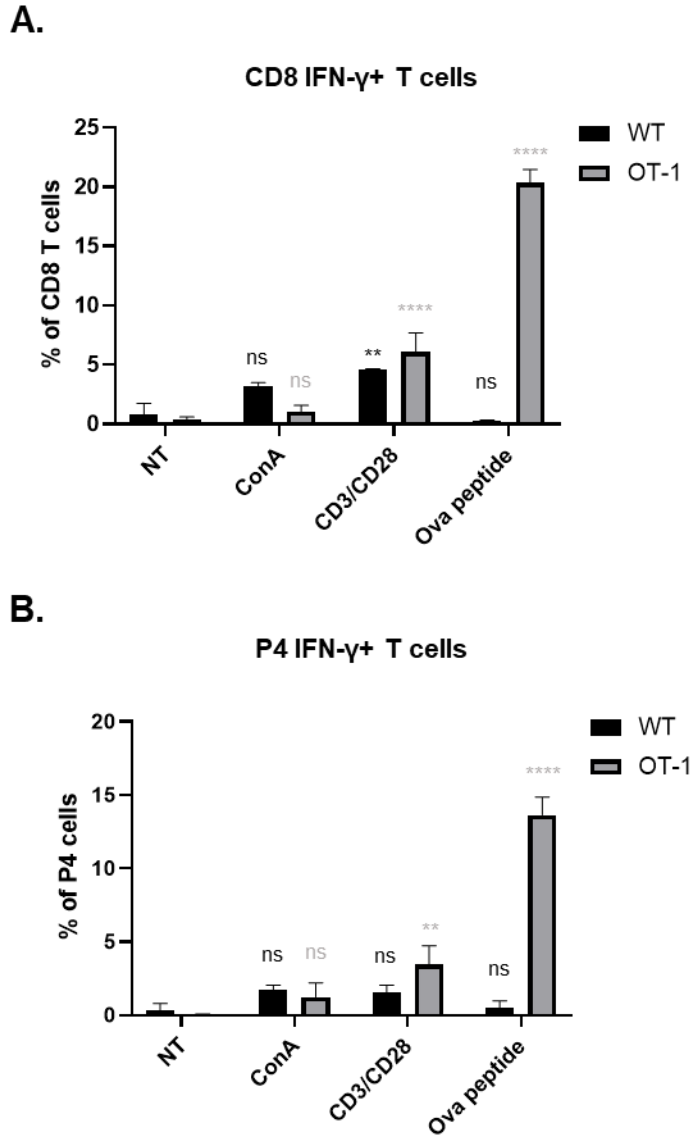 A.
CD8 IFN-γ+ T cells
WT
OT-1
% of CD8 T cells
25
20
15
10
5
0
ns
ns
**
****
ns
****
NT
ConA
CD3/CD28
Ova peptide
B.
P4 IFN-γ+ T cells
WT
OT-1
% of P4 cells
20
15
10
5
0
ns
ns
ns
**
ns
****
NT
ConA
CD3/CD28
Ova peptide